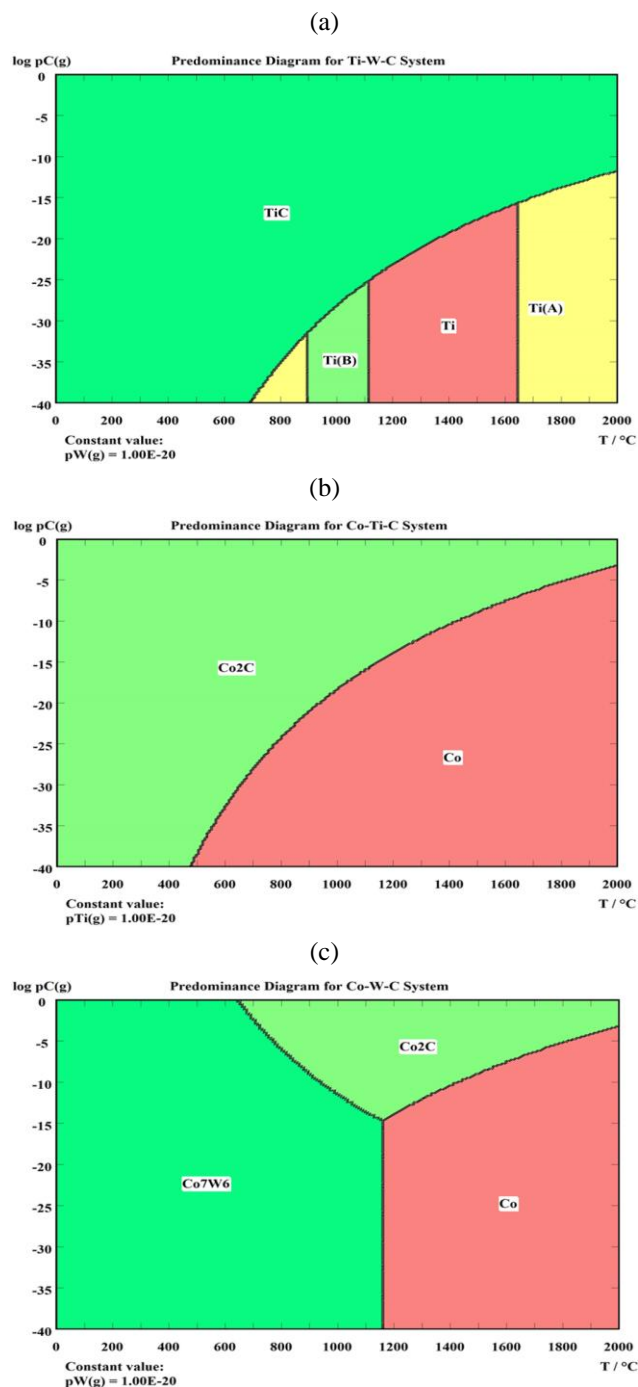 (a)
log pC(g) Predominance Diagram for Ti-W-C System
0
-5
-10
-15
TiC
-20
-25
Ti(A)
-30
Ti
-35
Ti(B)
-40
0 200 400 600 800 1000 1200 1400 1600 1800 2000
Constant value: T / °C
pW(g) = 1.00E-20
(b)
log pC(g) Predominance Diagram for Co-Ti-C System
0
-5
-10
-15
Co2C
-20
-25
Co
-30
-35
-40
0 200 400 600 800 1000 1200 1400 1600 1800 2000
Constant value: T / °C
pTi(g) = 1.00E-20
(c)
log pC(g) Predominance Diagram for Co-W-C System
0
-5
Co2C
-10
-15
-20
Co7W6
-25
Co
-30
-35
-40
0 200 400 600 800 1000 1200 1400 1600 1800 2000
Constant value: T / °C
pW(g) = 1.00E-20